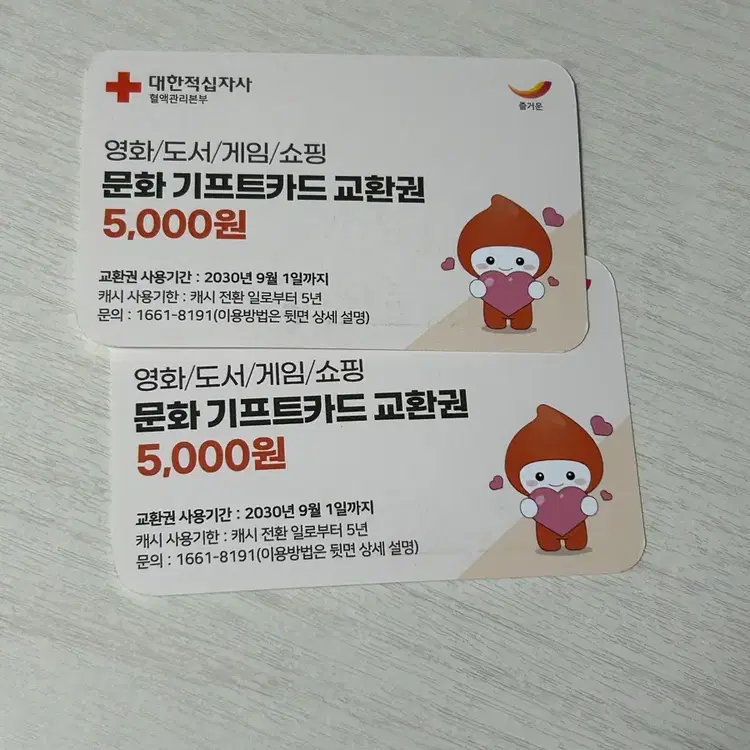 대한적십자사
혈액관리본부
즐거운
영화/도서/게임/쇼핑
문화 기프트카드 교환권
5,000원
교환권 사용기간 : 2030년 9월 1일까지
캐시 사용기한 : 캐시 전환 일로부터 5년
문의 : 1661-8191(이용방법은 뒷면 상세 설명)
영화/도서/게임/쇼핑
문화 기프트카드 교환권
5,000원
교환권 사용기간 : 2030년 9월 1일까지
캐시 사용기한 : 캐시 전환 일로부터 5년
문의 : 1661-8191(이용방법은 뒷면 상세 설명)